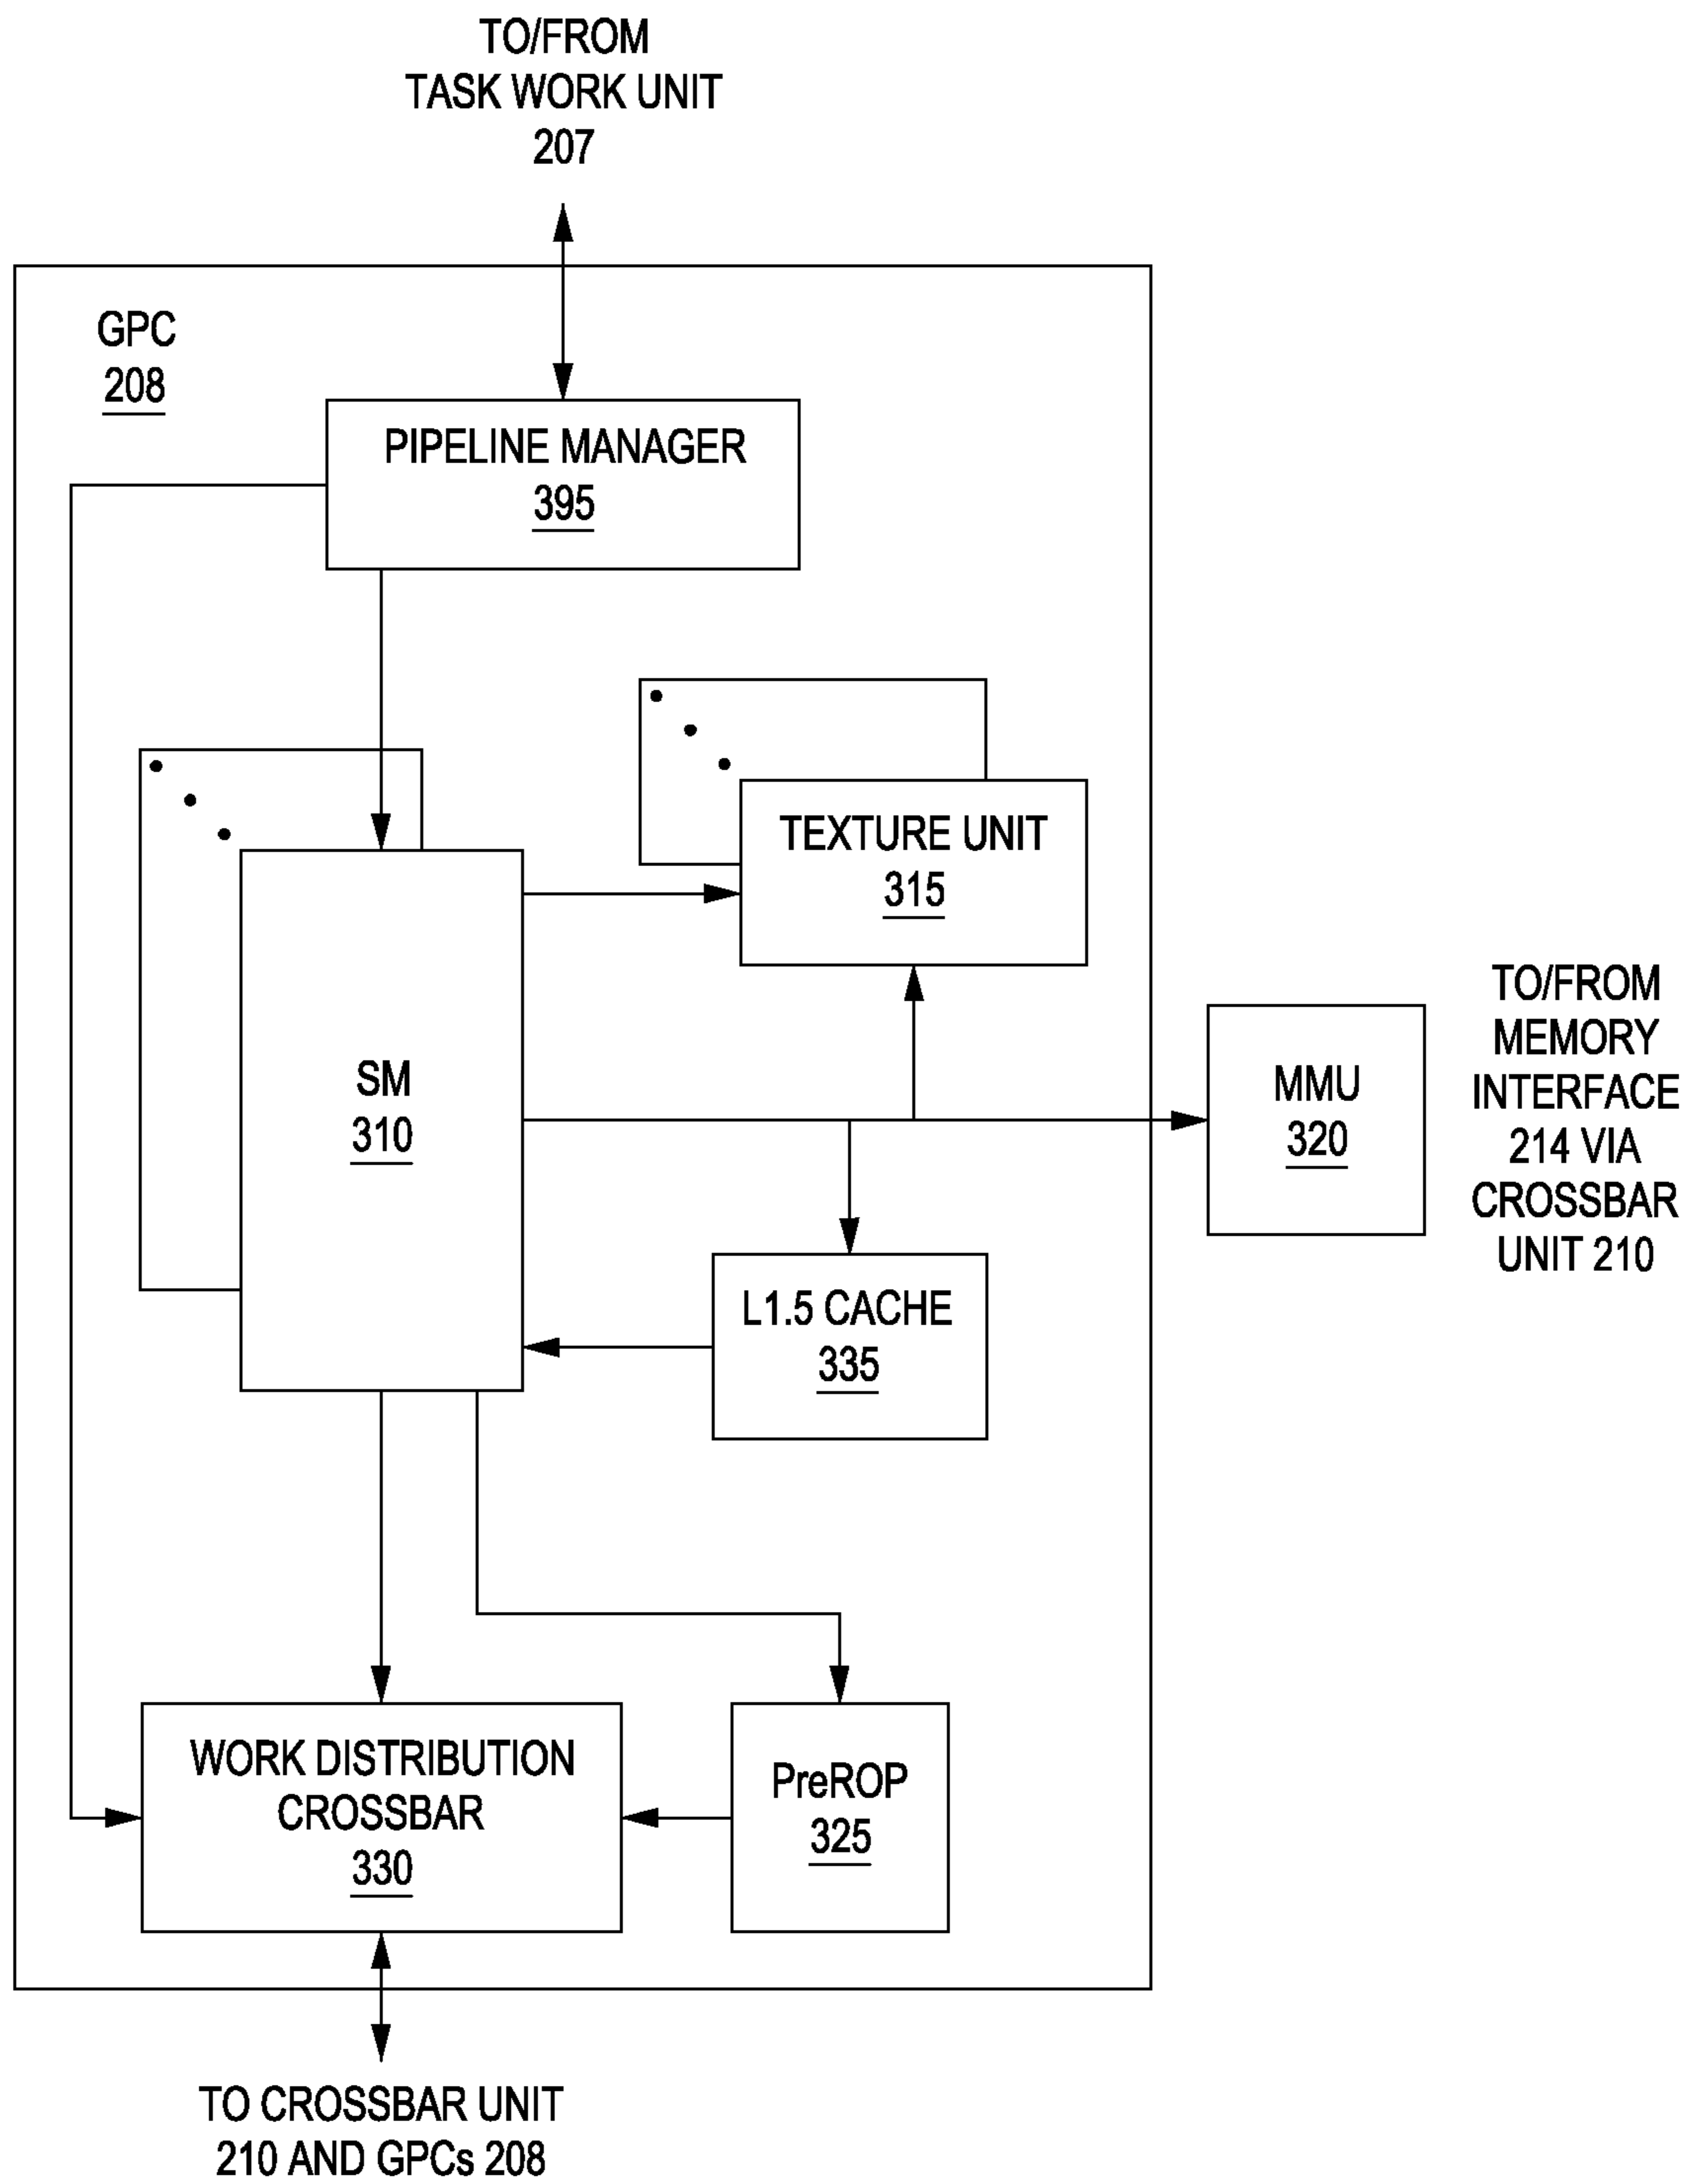 TO/FROM
TASK WORK UNIT
207
GPC
208
PIPELINE MANAGER
395
TEXTURE UNIT
315
SM
310
MMU
320
TO/FROM
MEMORY
INTERFACE
214 VIA
CROSSBAR
UNIT 210
L1.5 CACHE
335
WORK DISTRIBUTION
CROSSBAR
330
PreROP
325
TO CROSSBAR UNIT
210 AND GPCs 208